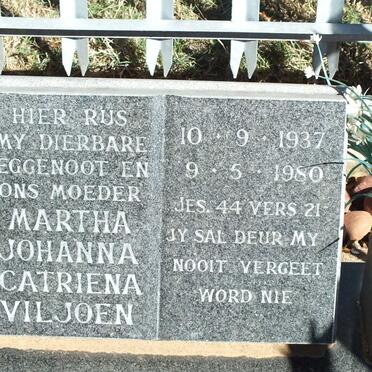 HIER RUS
MY DIERBARE
EGGENOOT EN
ONS MOEDER
MARTHA
JOHANNA
CATRIENA
VILJOEN
10 - 9 - 1937
9 - 5 - 1980
JES. 44 VERS 21-
JY SAL DEUR MY
NOOIT VERGEET
WORD NIE